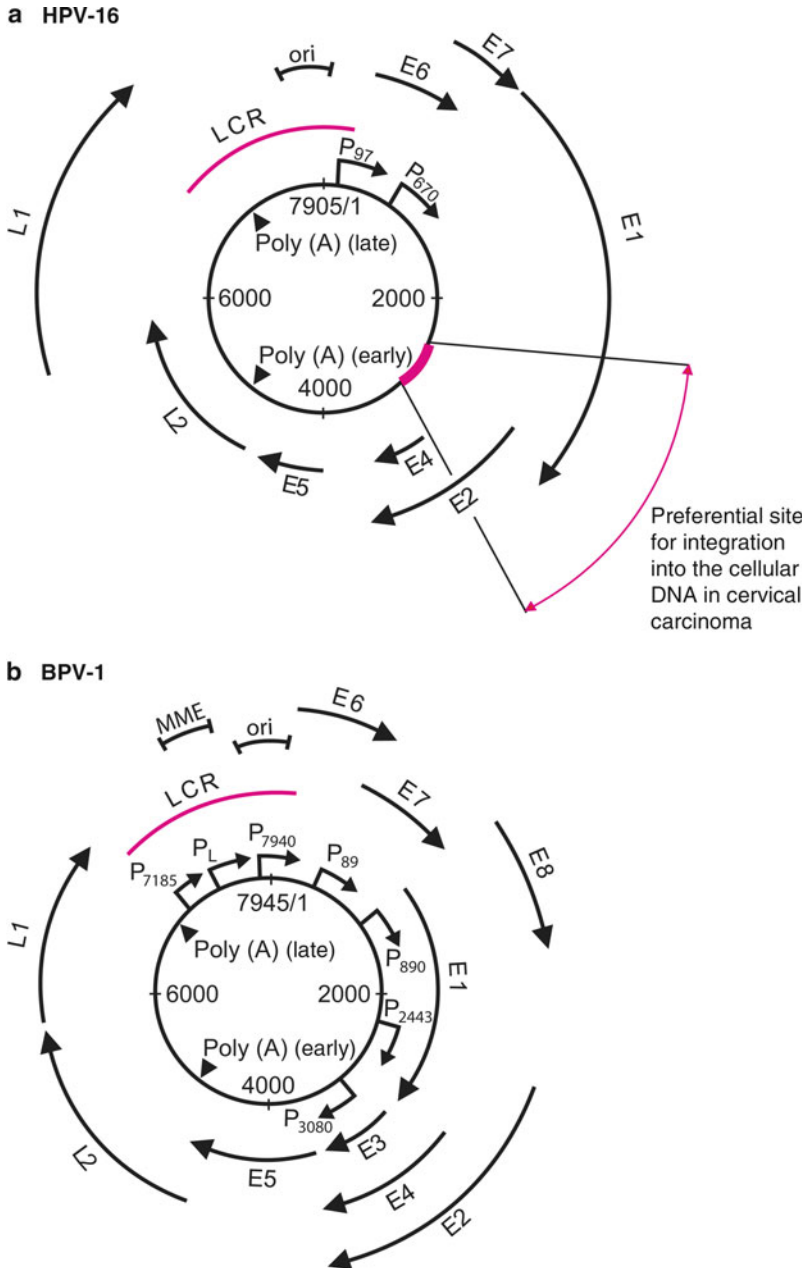 a HPV-16
ori
E6
E7
LCR
P97
P670
L1
7905/1
Poly (A) (late)
E1
6000
2000
Poly (A) (early)
4000
L2
E5
E4
E2
Preferential site
for integration
into the cellular
DNA in cervical
carcinoma
b BPV-1
MME
ori
E6
LCR
E7
P7185
PL
P7940
P89
E8
7945/1
L1
Poly (A) (late)
P890
E1
6000
2000
P2443
Poly (A) (early)
4000
P3080
L2
E5
E3
E4
E2